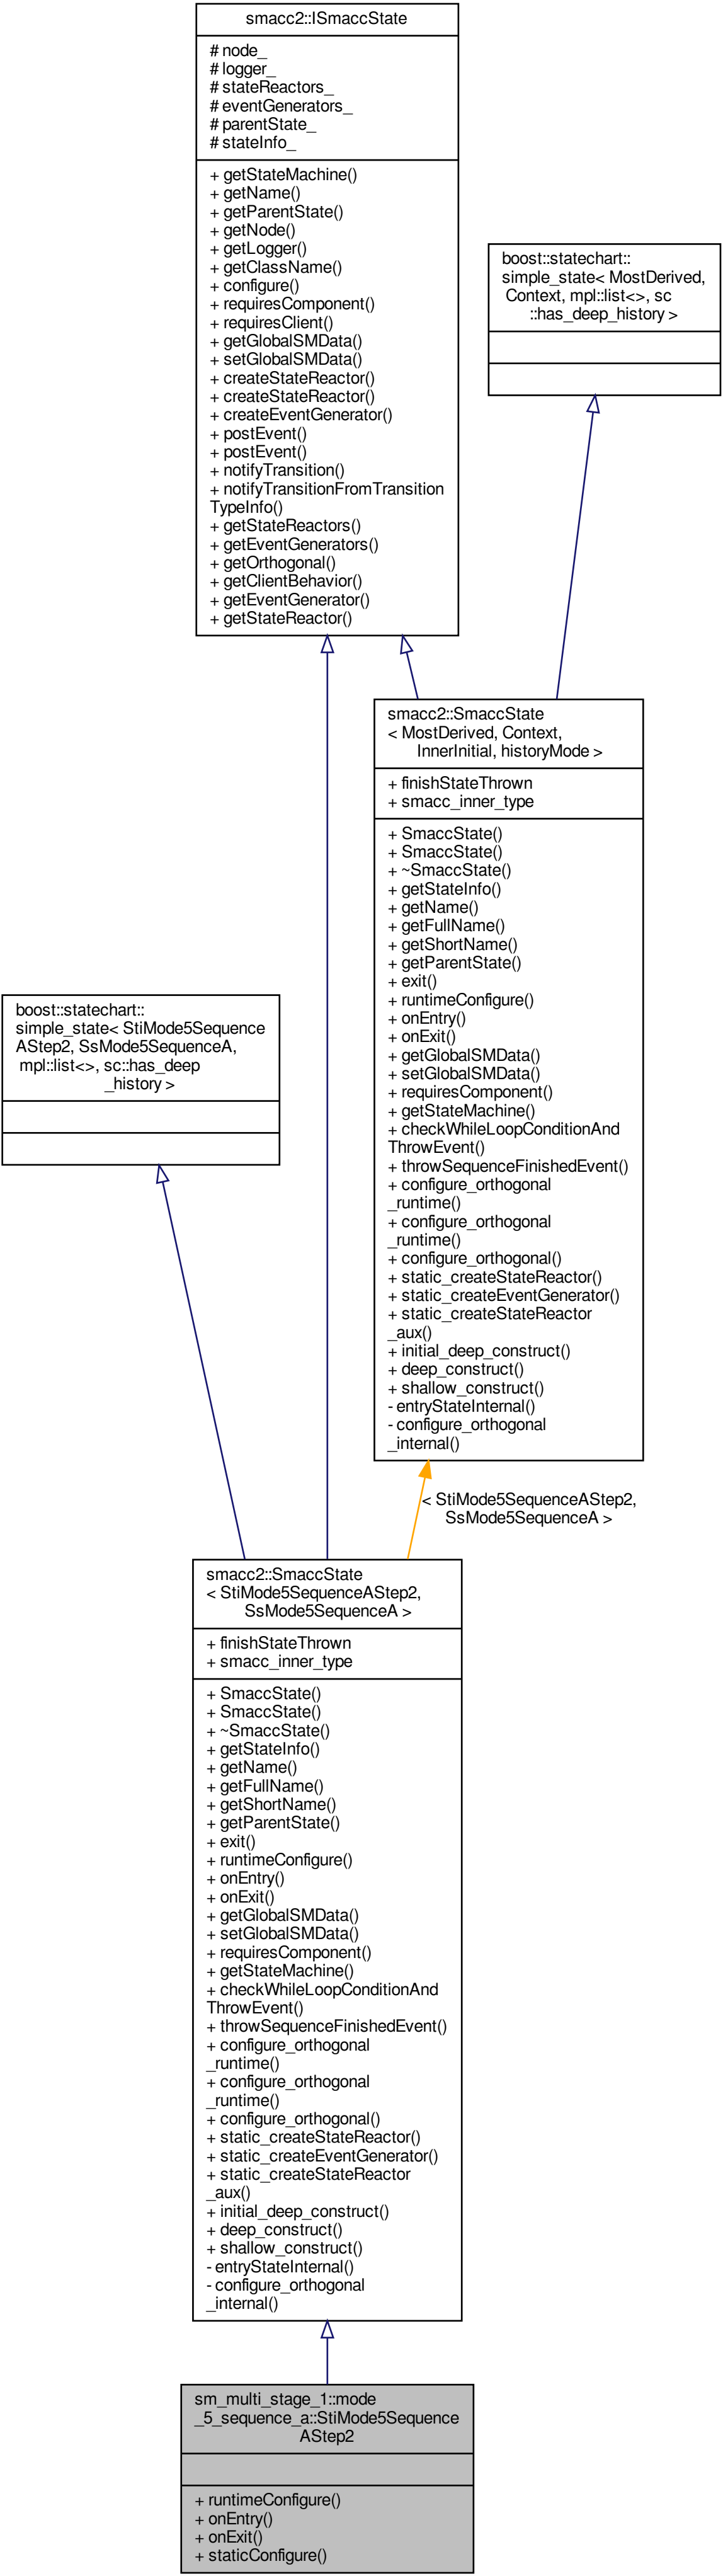 smacc2::ISmaccState
# node_
# logger_
# stateReactors_
# eventGenerators_
# parentState_
# stateInfo_
+ getStateMachine()
+ getName()
+ getParentState()
+ getNode()
+ getLogger()
+ getClassName()
+ configure()
+ requiresComponent()
+ requiresClient()
+ getGlobalSMData()
+ setGlobalSMData()
+ createStateReactor()
+ createStateReactor()
+ createEventGenerator()
+ postEvent()
+ postEvent()
+ notifyTransition()
+ notifyTransitionFromTransition
TypeInfo()
+ getStateReactors()
+ getEventGenerators()
+ getOrthogonal()
+ getClientBehavior()
+ getEventGenerator()
+ getStateReactor()
boost::statechart::
simple_state< MostDerived,
Context, mpl::list<>, sc
::has_deep_history >
smacc2::SmaccState
< MostDerived, Context,
InnerInitial, historyMode >
+ finishStateThrown
+ smacc_inner_type
+ SmaccState()
+ SmaccState()
+ ~SmaccState()
+ getStateInfo()
+ getName()
+ getFullName()
+ getShortName()
+ getParentState()
+ exit()
+ runtimeConfigure()
+ onEntry()
+ onExit()
+ getGlobalSMData()
+ setGlobalSMData()
+ requiresComponent()
+ getStateMachine()
+ checkWhileLoopConditionAnd
ThrowEvent()
+ throwSequenceFinishedEvent()
+ configure_orthogonal
_runtime()
+ configure_orthogonal
_runtime()
+ configure_orthogonal()
+ static_createStateReactor()
+ static_createEventGenerator()
+ static_createStateReactor
_aux()
+ initial_deep_construct()
+ deep_construct()
+ shallow_construct()
- entryStateInternal()
- configure_orthogonal
_internal()
boost::statechart::
simple_state< StiMode5Sequence
AStep2, SsMode5SequenceA,
mpl::list<>, sc::has_deep
_history >
< StiMode5SequenceAStep2,
SsMode5SequenceA >
smacc2::SmaccState
< StiMode5SequenceAStep2,
SsMode5SequenceA >
+ finishStateThrown
+ smacc_inner_type
+ SmaccState()
+ SmaccState()
+ ~SmaccState()
+ getStateInfo()
+ getName()
+ getFullName()
+ getShortName()
+ getParentState()
+ exit()
+ runtimeConfigure()
+ onEntry()
+ onExit()
+ getGlobalSMData()
+ setGlobalSMData()
+ requiresComponent()
+ getStateMachine()
+ checkWhileLoopConditionAnd
ThrowEvent()
+ throwSequenceFinishedEvent()
+ configure_orthogonal
_runtime()
+ configure_orthogonal
_runtime()
+ configure_orthogonal()
+ static_createStateReactor()
+ static_createEventGenerator()
+ static_createStateReactor
_aux()
+ initial_deep_construct()
+ deep_construct()
+ shallow_construct()
- entryStateInternal()
- configure_orthogonal
_internal()
sm_multi_stage_1::mode
_5_sequence_a::StiMode5Sequence
AStep2
+ runtimeConfigure()
+ onEntry()
+ onExit()
+ staticConfigure()